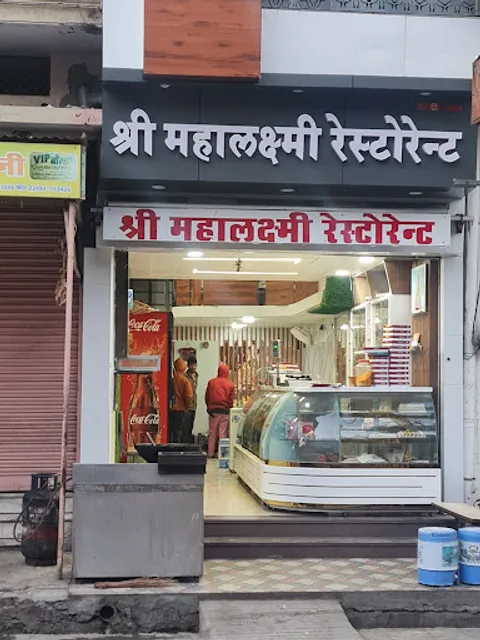 श्री महालक्ष्मी रेस्टोरेन्ट
श्री महालक्ष्मी रेस्टोरेन्ट
नी
VIP
Coca-Cola
Coca-Cola